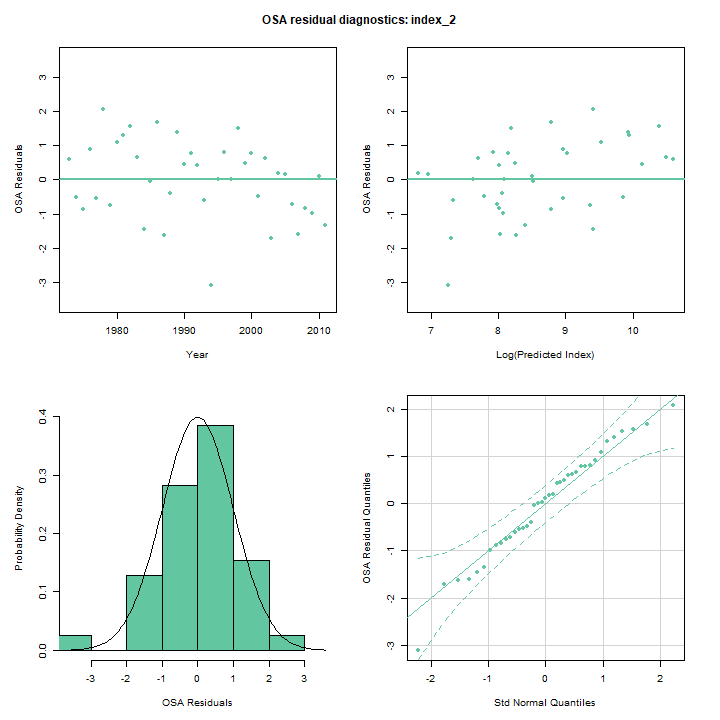 OSA residual diagnostics: index_2
3
2
1
0
-1
-2
-3
OSA Residuals
1980 1990 2000 2010
Year
3
2
1
0
-1
-2
-3
OSA Residuals
7 8 9 10
Log(Predicted Index)
0.4
0.3
0.2
0.1
0.0
Probability Density
-3 -2 -1 0 1 2 3
OSA Residuals
2
1
0
-1
-2
-3
OSA Residual Quantiles
-2 -1 0 1 2
Std Normal Quantiles